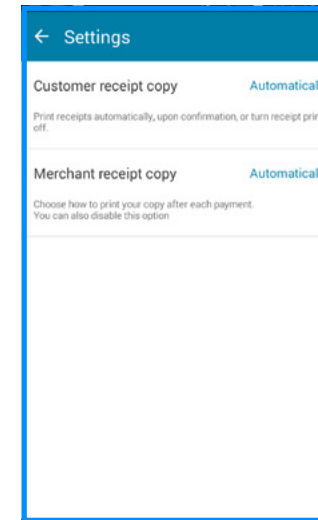 Settings
Customer receipt copy Automatical
Print receipts automatically, upon confirmation, or turn receipt prin
off.
Merchant receipt copy Automatical
Choose how to print your copy after each payment.
You can also disable this option